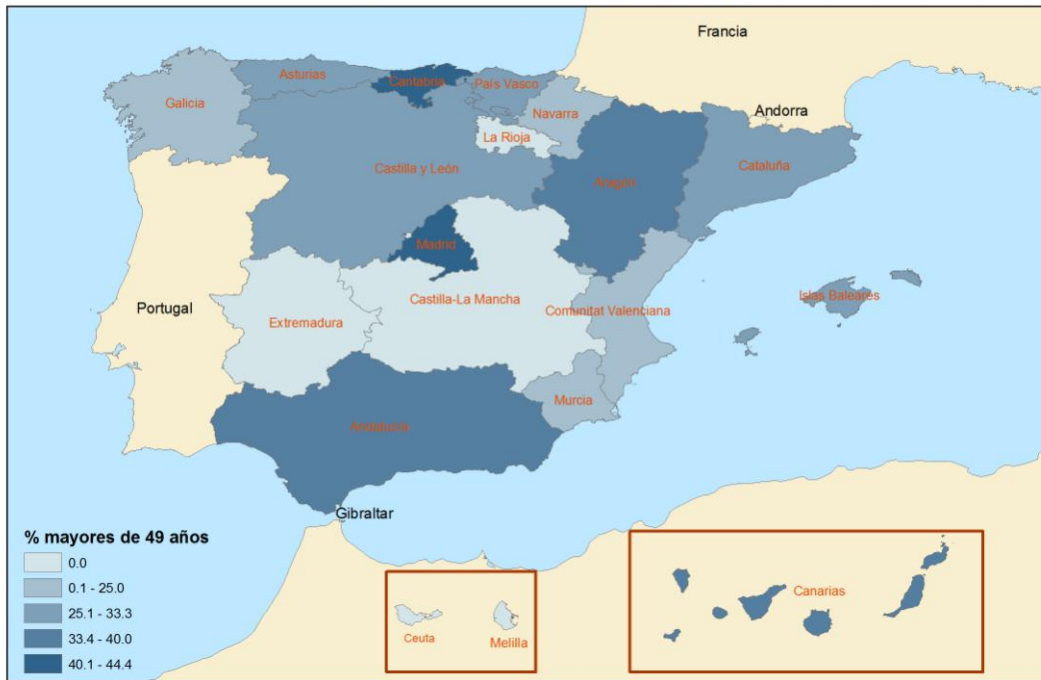 Francia
Asturias
Cantabria
País Vasco
Galicia
Navarra
Andorra
La Rioja
Castilla y León
Cataluña
Aragón
Madrid
Portugal
Castilla-La Mancha
Islas Baleares
Extremadura
Comunitat Valenciana
Murcia
Andalucía
Gibraltar
% mayores de 49 años
0.0
0.1 - 25.0
25.1 - 33.3
33.4 - 40.0
40.1 - 44.4
Ceuta
Melilla
Canarias